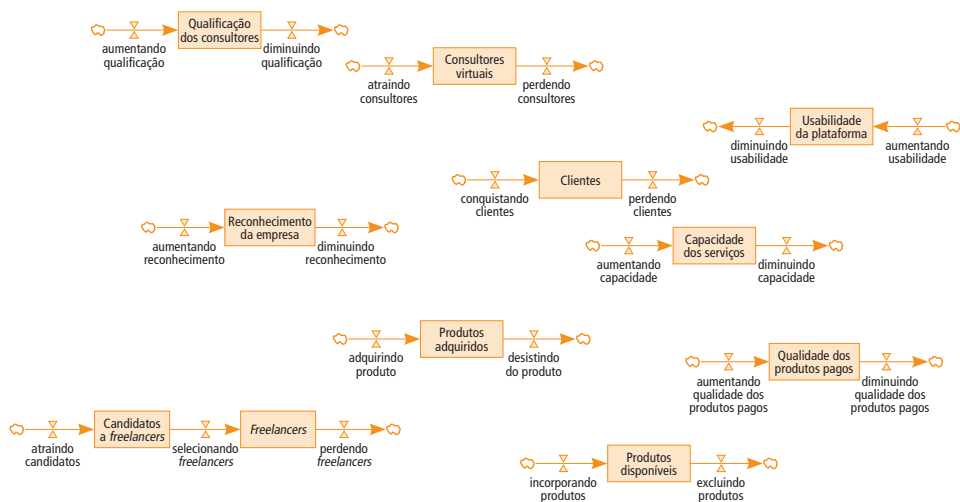 Qualificação
dos consultores
aumentando
qualificação
diminuindo
qualificação
Consultores
virtuais
atraindo
consultores
perdendo
consultores
Usabilidade
da plataforma
diminuindo
usabilidade
aumentando
usabilidade
Clientes
conquistando
clientes
perdendo
clientes
Reconhecimento
da empresa
aumentando
reconhecimento
diminuindo
reconhecimento
Capacidade
dos serviços
aumentando
capacidade
diminuindo
capacidade
Produtos
adquiridos
adquirindo
produto
desistindo
do produto
Qualidade dos
produtos pagos
aumentando
qualidade dos
produtos pagos
diminuindo
qualidade dos
produtos pagos
Candidatos
a freelancers
Freelancers
atraindo
candidatos
selecionando
freelancers
perdendo
freelancers
Produtos
disponíveis
incorporando
produtos
excluindo
produtos